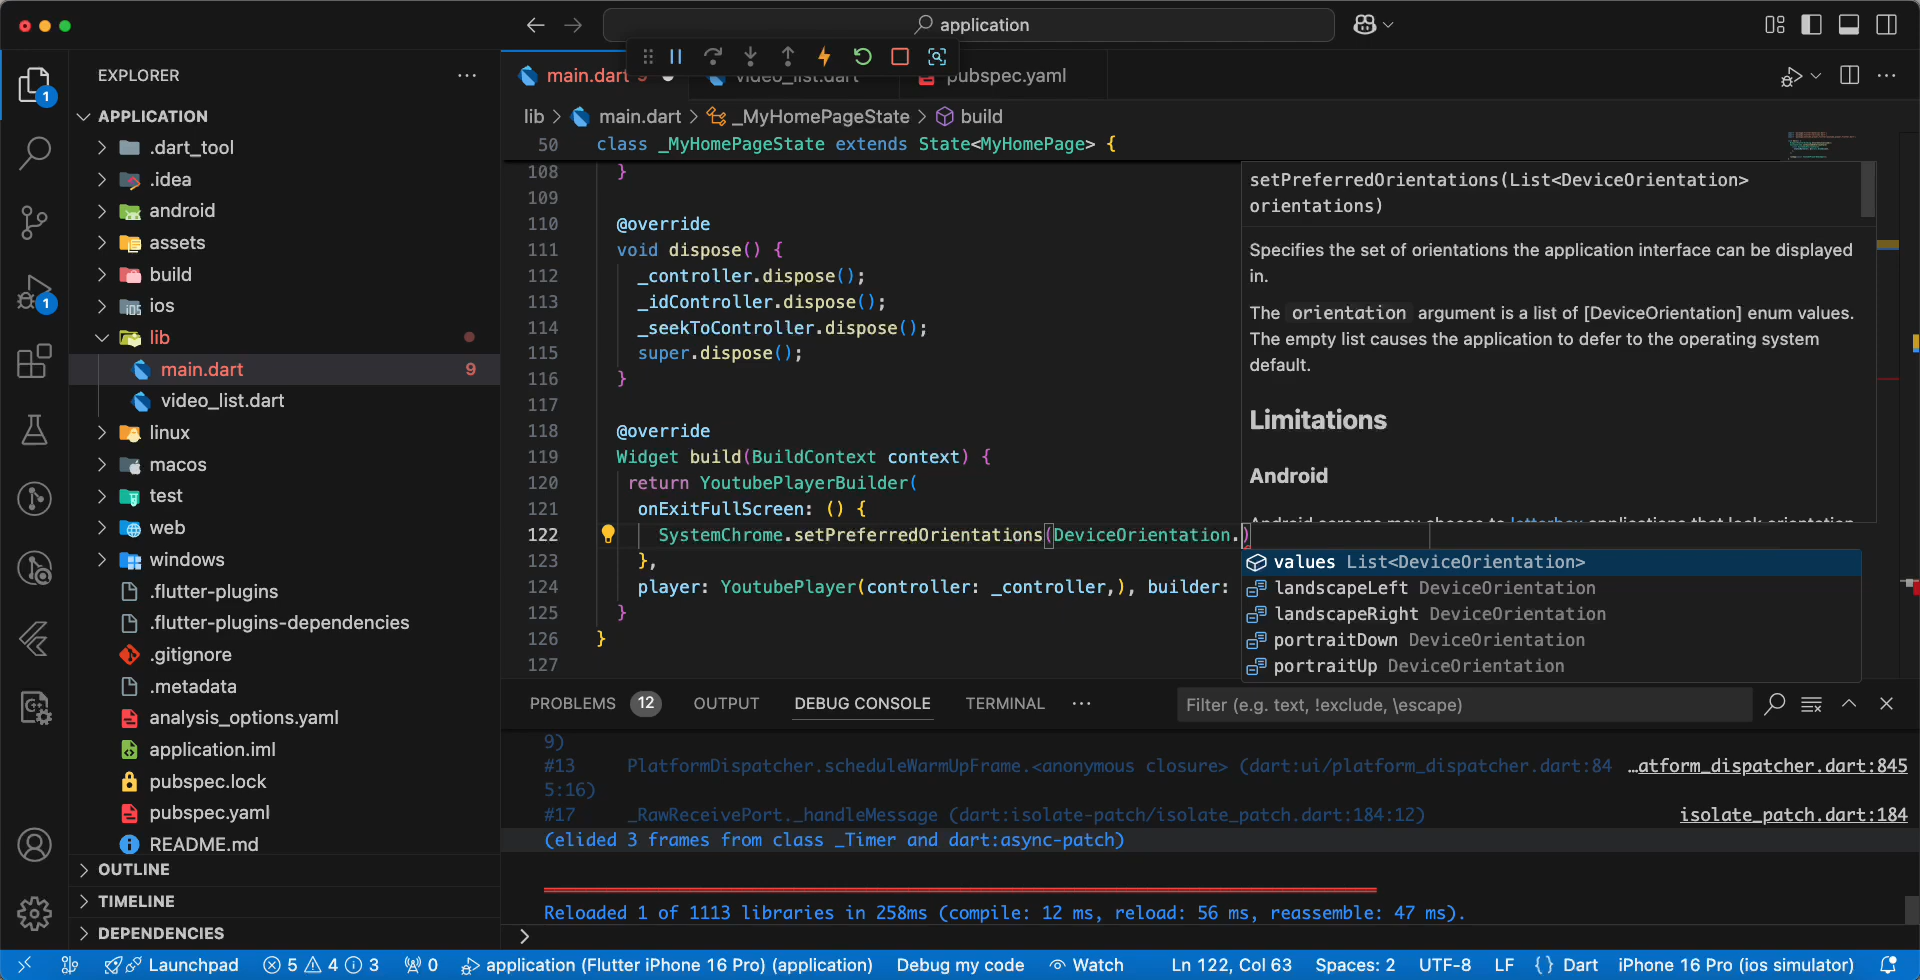 application
EXPLORER
main.dart 9
video_list.dart
pubspec.yaml
lib > main.dart > _MyHomePageState > build
APPLICATION
.dart_tool
.idea
android
assets
build
ios
lib
main.dart 9
video_list.dart
linux
macos
test
web
windows
.flutter-plugins
.flutter-plugins-dependencies
.gitignore
.metadata
analysis_options.yaml
application.iml
pubspec.lock
pubspec.yaml
README.md
OUTLINE
TIMELINE
DEPENDENCIES
1
1
50 class _MyHomePageState extends State<MyHomePage> {
108 }
109
110 @override
111 void dispose() {
112 _controller.dispose();
113 _idController.dispose();
114 _seekToController.dispose();
115 super.dispose();
116 }
117
118 @override
119 Widget build(BuildContext context) {
120 return YoutubePlayerBuilder(
121 onExitFullScreen: () {
122 SystemChrome.setPreferredOrientations(DeviceOrientation.)
123 },
124 player: YoutubePlayer(controller: _controller,), builder:
125 }
126 }
127
setPreferredOrientations(List<DeviceOrientation>
orientations)
Specifies the set of orientations the application interface can be displayed
in.
The orientation argument is a list of [DeviceOrientation] enum values.
The empty list causes the application to defer to the operating system
default.
Limitations
Android
values List<DeviceOrientation>
landscapeLeft DeviceOrientation
landscapeRight DeviceOrientation
portraitDown DeviceOrientation
portraitUp DeviceOrientation
PROBLEMS 12 OUTPUT DEBUG CONSOLE TERMINAL
Filter (e.g. text, !exclude, \escape)
9)
#13 PlatformDispatcher.scheduleWarmUpFrame.<anonymous closure> (dart:ui/platform_dispatcher.dart:84 …atform_dispatcher.dart:845
5:16)
#17 _RawReceivePort._handleMessage (dart:isolate-patch/isolate_patch.dart:184:12) isolate_patch.dart:184
(elided 3 frames from class _Timer and dart:async-patch)
Reloaded 1 of 1113 libraries in 258ms (compile: 12 ms, reload: 56 ms, reassemble: 47 ms).
>
Launchpad 5 4 3 0 application (Flutter iPhone 16 Pro) (application) Debug my code Watch Ln 122, Col 63 Spaces: 2 UTF-8 LF {} Dart iPhone 16 Pro (ios simulator)